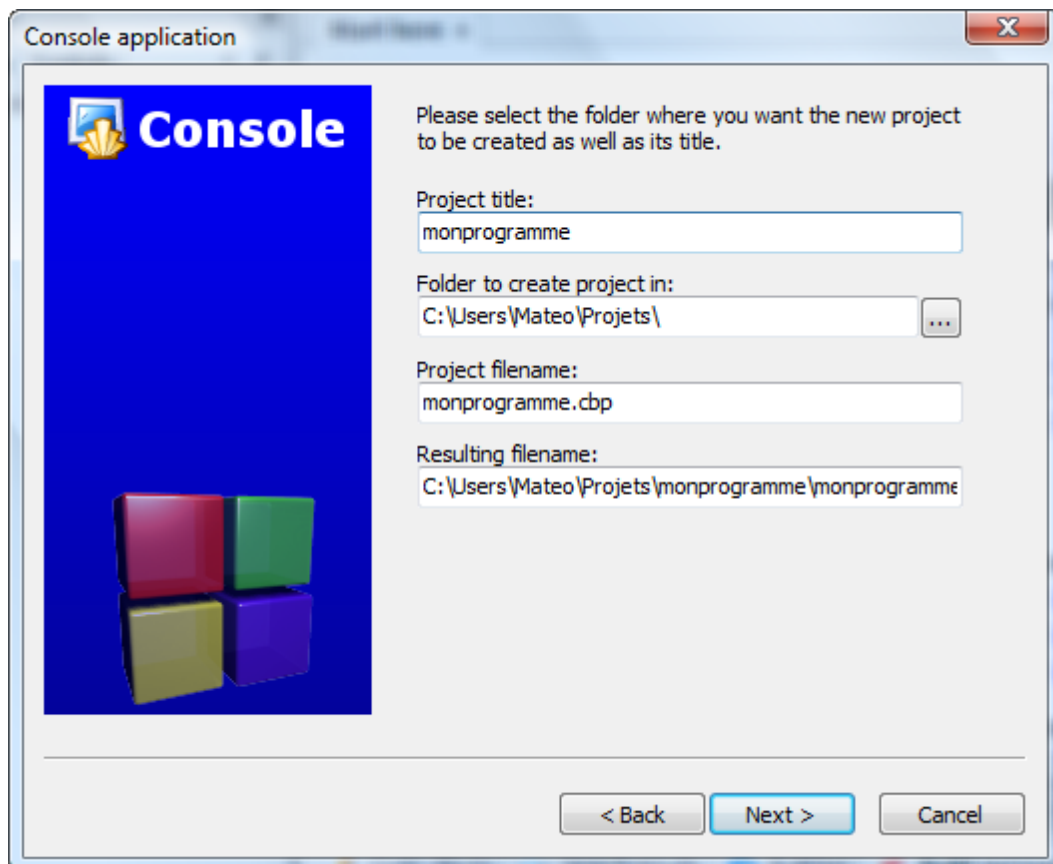 Console application
Console
Please select the folder where you want the new project
to be created as well as its title.
Project title:
monprogramme
Folder to create project in:
C:\Users\Mateo\Projets\
...
Project filename:
monprogramme.cbp
Resulting filename:
C:\Users\Mateo\Projets\monprogramme\monprogramme
< Back
Next >
Cancel